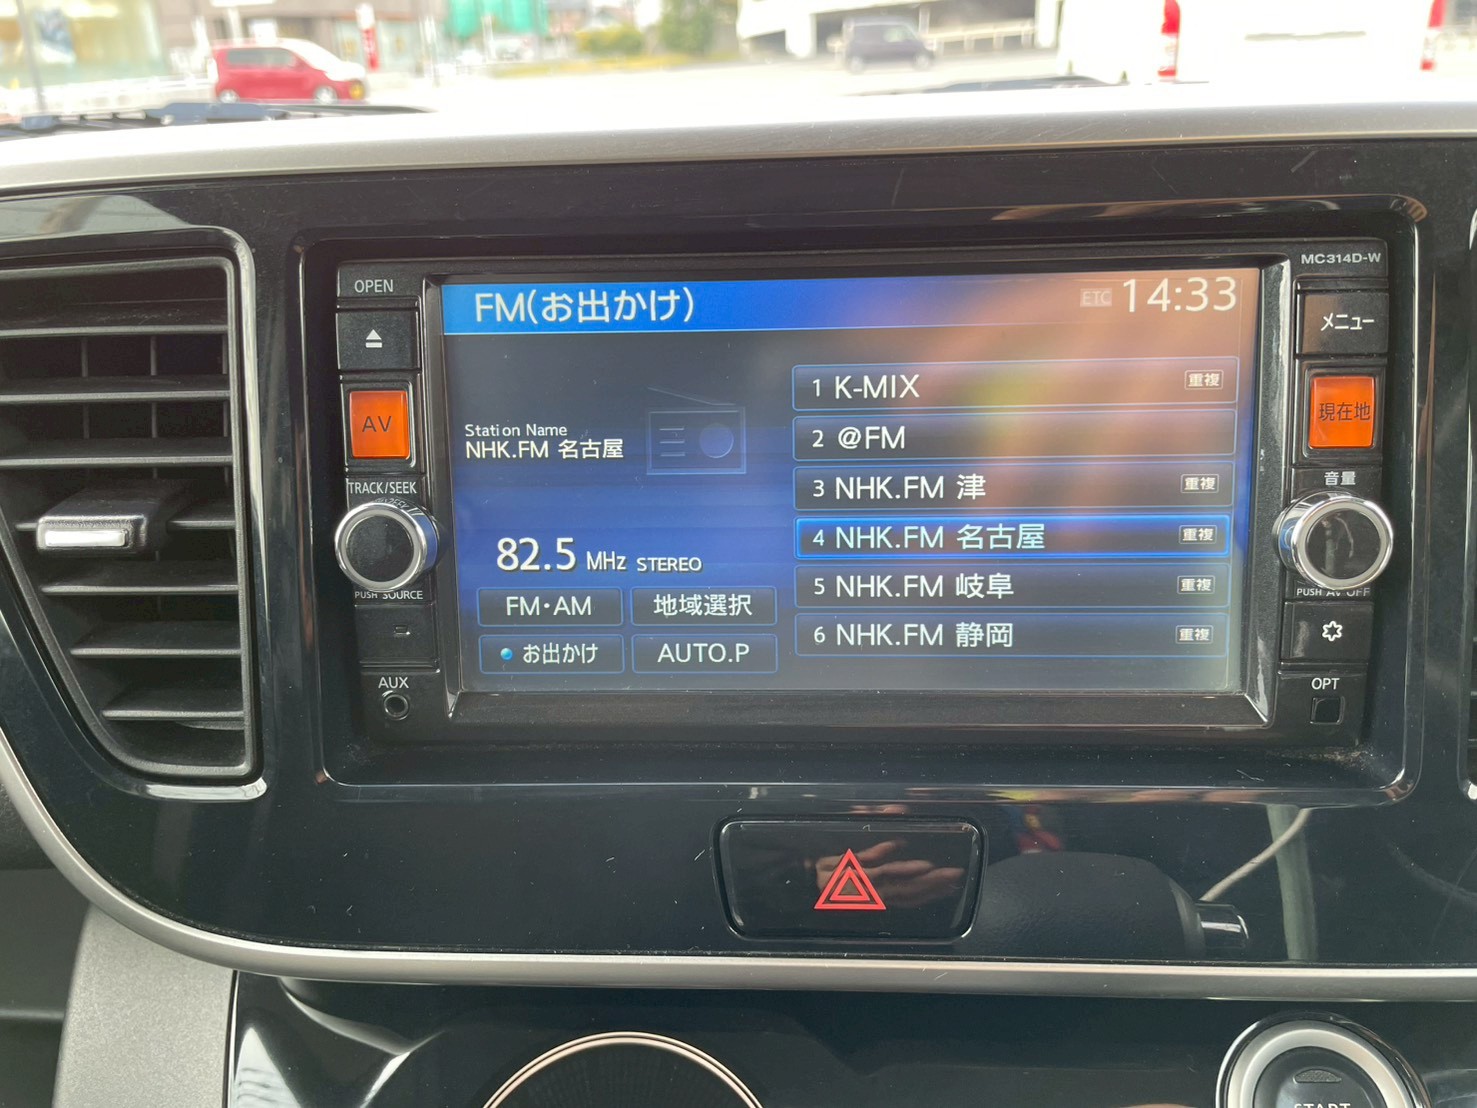 MC314D-W
OPEN
FM(お出かけ)
ETC 14:33
メニュー
AV
現在地
1 K-MIX 重複
2 @FM
Station Name
NHK.FM 名古屋
3 NHK.FM 津 重複
4 NHK.FM 名古屋 重複
5 NHK.FM 岐阜 重複
6 NHK.FM 静岡 重複
TRACK/SEEK
音量
82.5 MHz STEREO
PUSH SOURCE
PUSH AV OFF
FM・AM
地域選択
お出かけ
AUTO.P
AUX
OPT
START